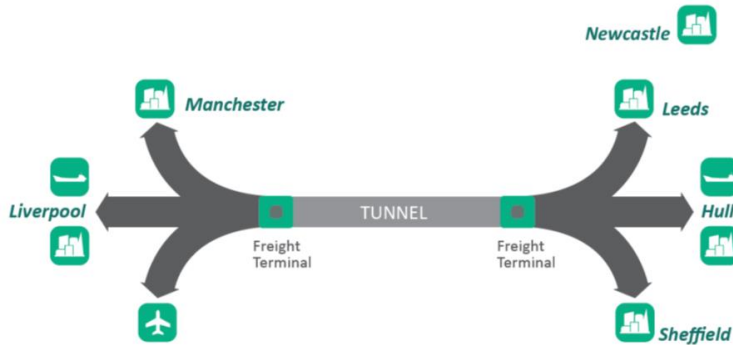 Newcastle
Manchester
Leeds
Liverpool
TUNNEL
Hull
Freight
Terminal
Freight
Terminal
Sheffield